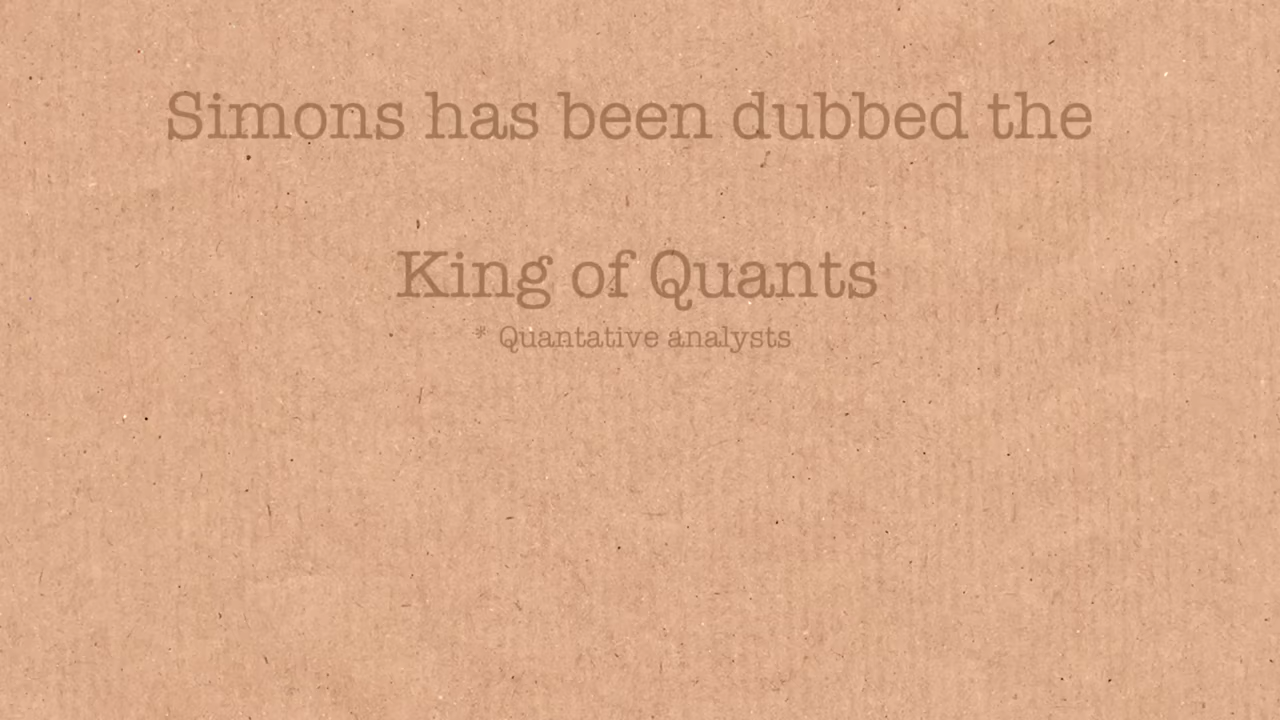 Simons has been dubbed the
King of Quants
* Quantative analysts